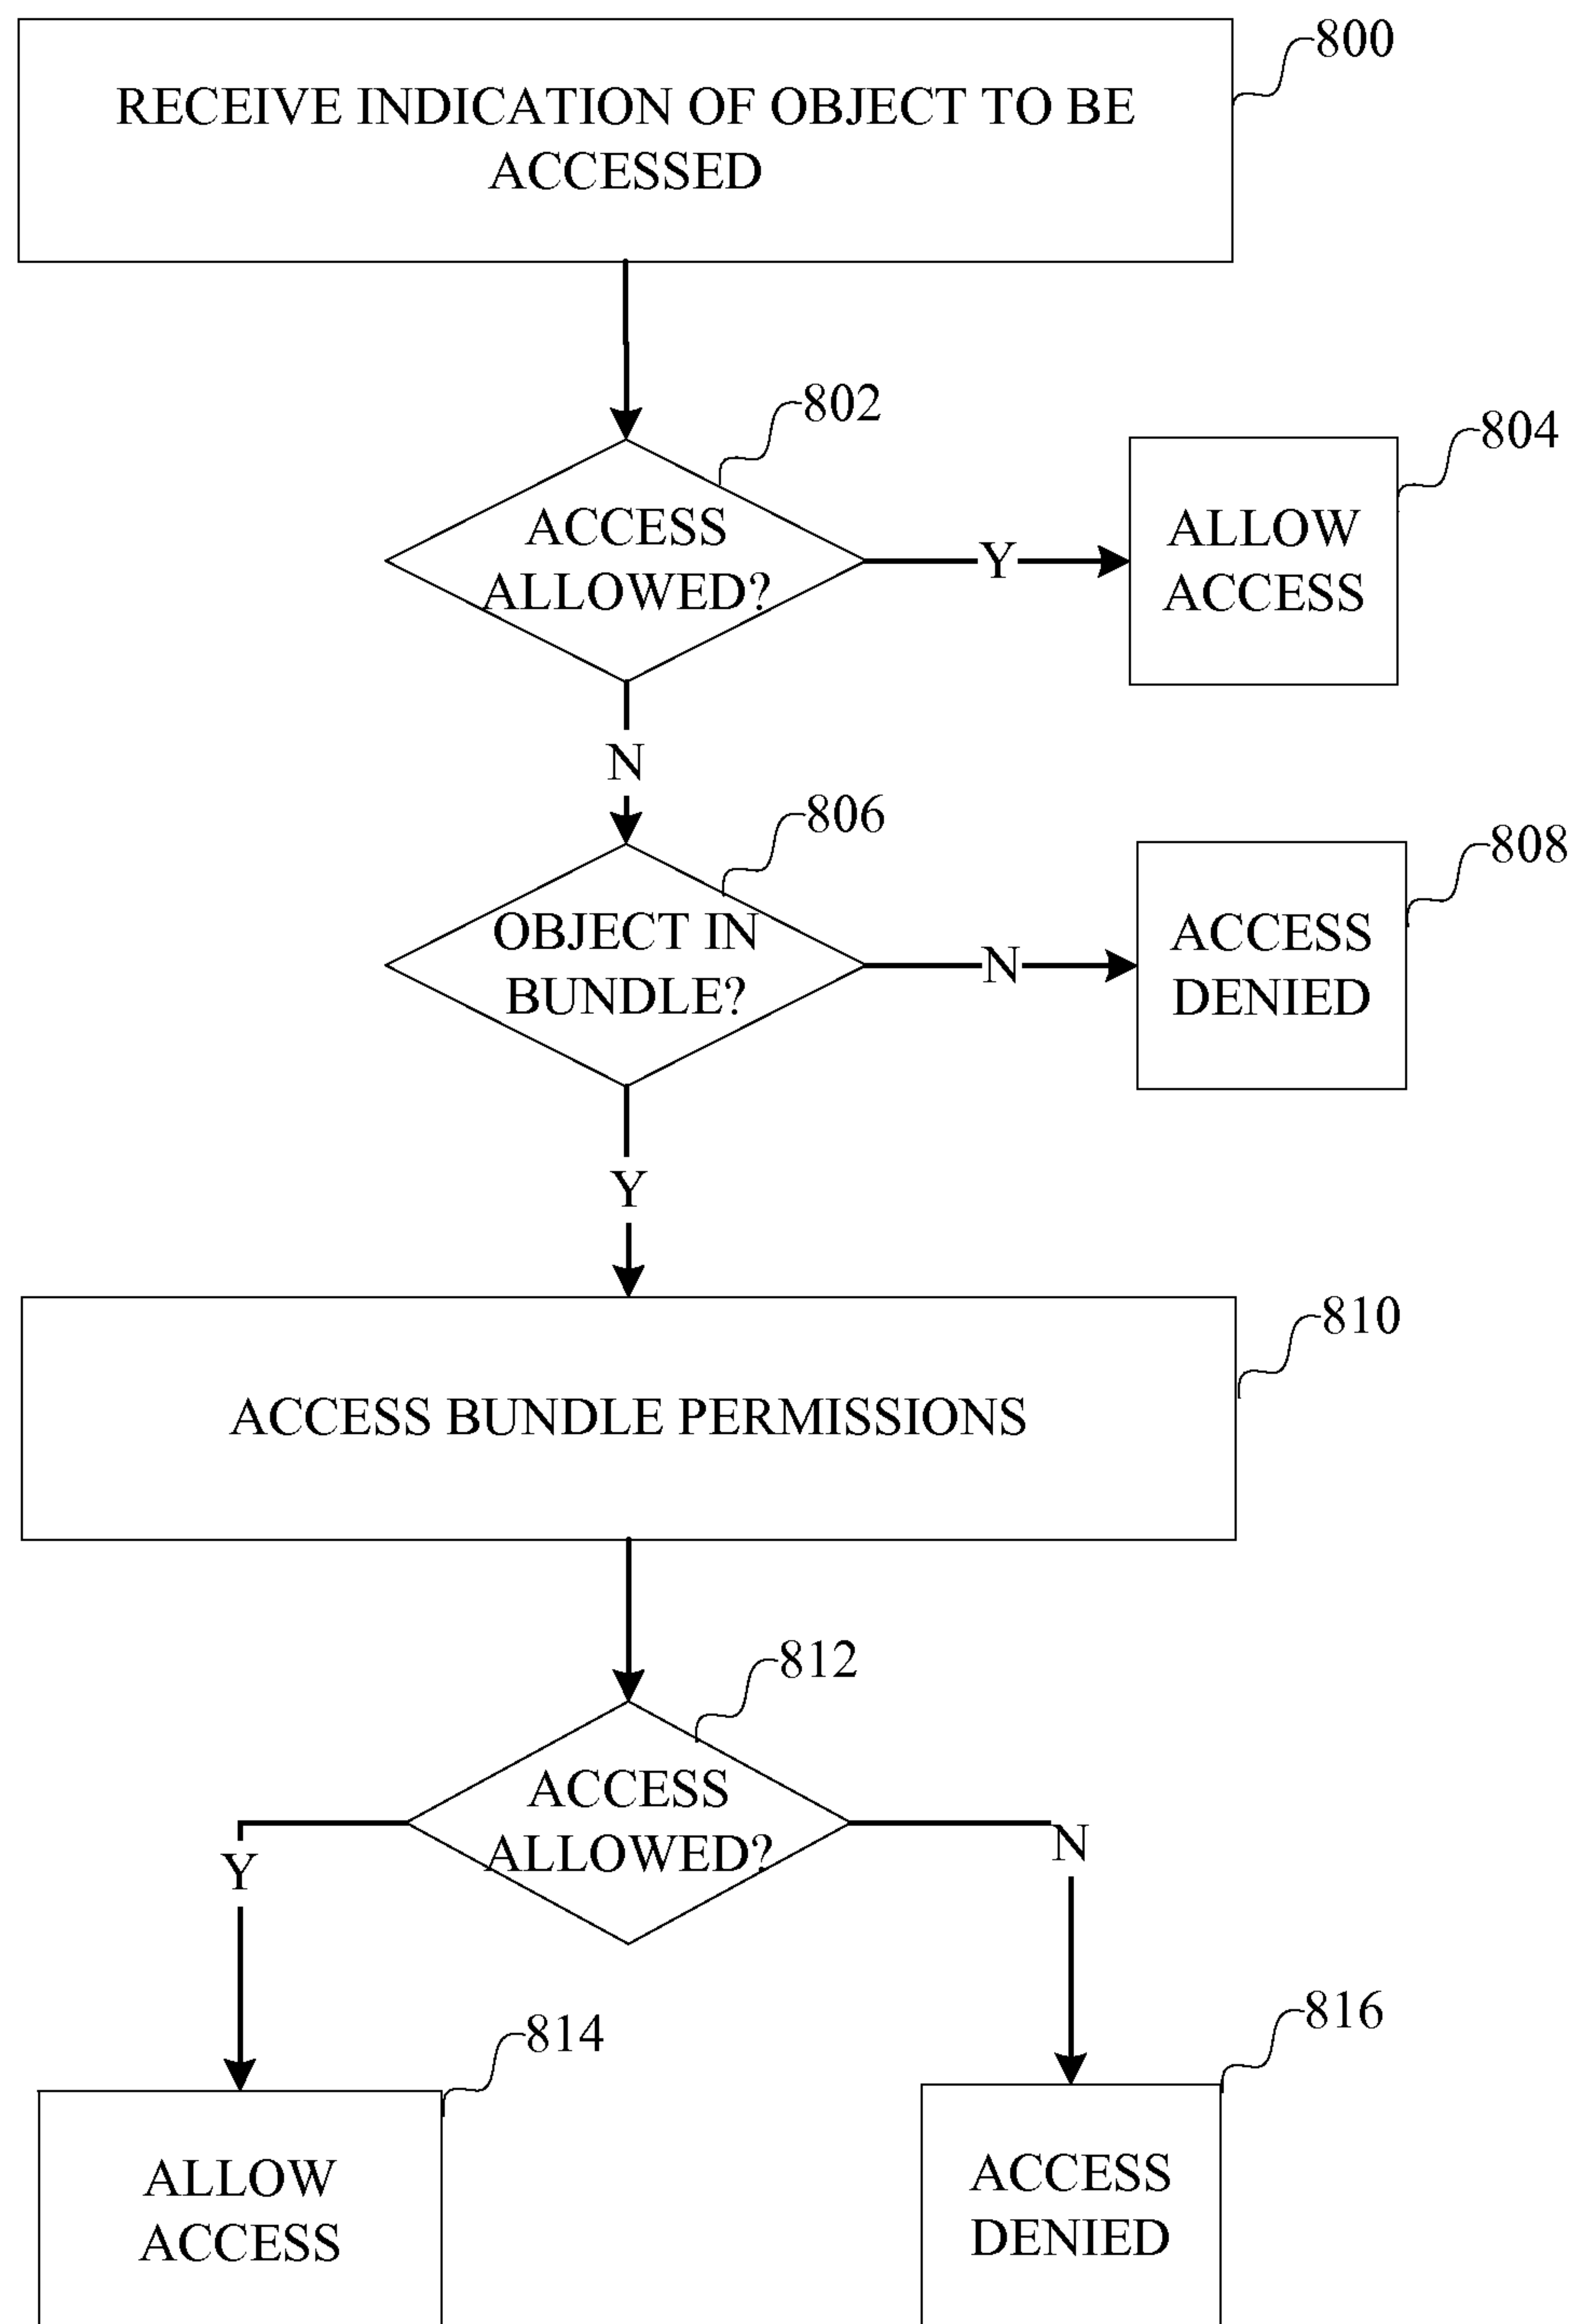 800
RECEIVE INDICATION OF OBJECT TO BE
ACCESSED
802
804
ACCESS
ALLOWED?
Y
ALLOW
ACCESS
N
806
808
OBJECT IN
BUNDLE?
N
ACCESS
DENIED
Y
810
ACCESS BUNDLE PERMISSIONS
812
ACCESS
ALLOWED?
Y
N
814
816
ALLOW
ACCESS
ACCESS
DENIED